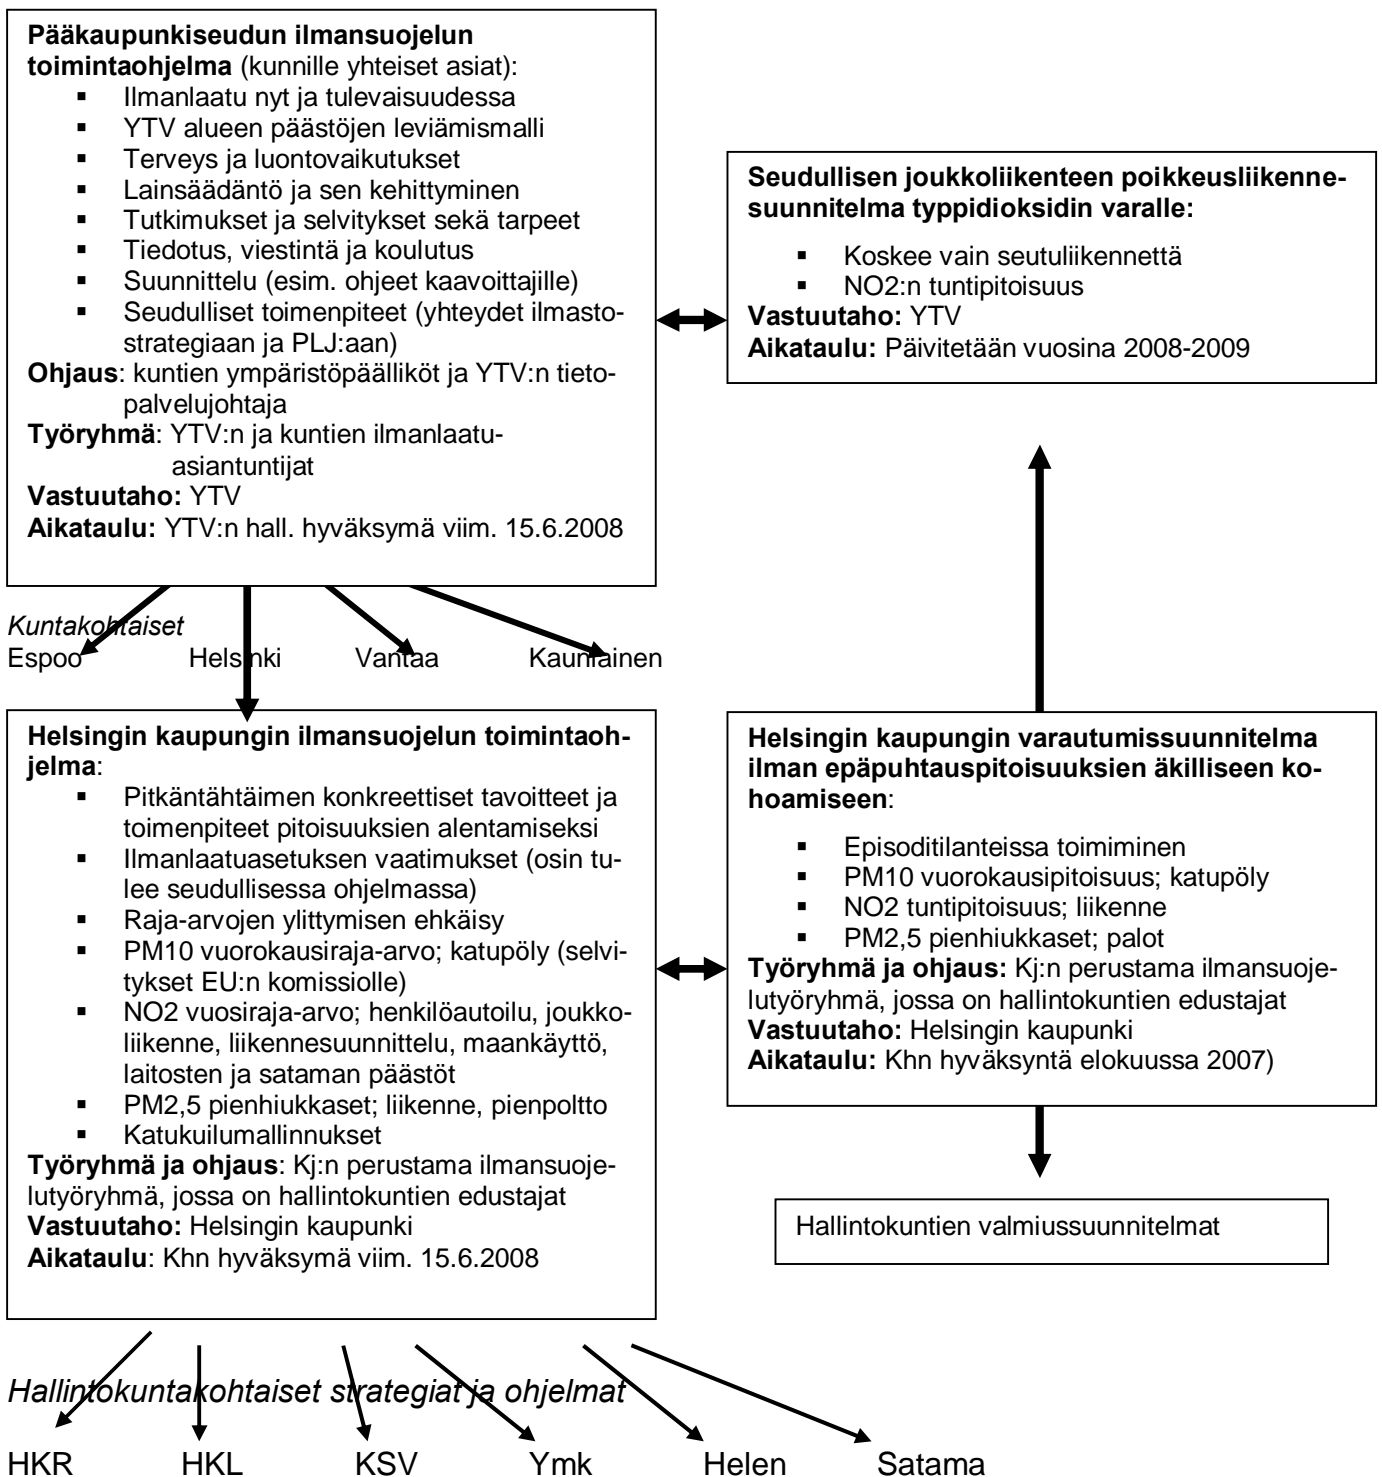 Pääkaupunkiseudun ilmansuojelun
toimintaohjelma (kunnille yhteiset asiat):
▪ Ilmanlaatu nyt ja tulevaisuudessa
▪ YTV alueen päästöjen leviämismalli
▪ Terveys ja luontovaikutukset
▪ Lainsäädäntö ja sen kehittyminen
▪ Tutkimukset ja selvitykset sekä tarpeet
▪ Tiedotus, viestintä ja koulutus
▪ Suunnittelu (esim. ohjeet kaavoittajille)
▪ Seudulliset toimenpiteet (yhteydet ilmasto-
strategiaan ja PLJ:aan)
Ohjaus: kuntien ympäristöpäälliköt ja YTV:n tieto-
palvelujohtaja
Työryhmä: YTV:n ja kuntien ilmanlaatu-
asiantuntijat
Vastuutaho: YTV
Aikataulu: YTV:n hall. hyväksymä viim. 15.6.2008
Seudullisen joukkoliikenteen poikkeusliikenne-
suunnitelma typpidioksidin varalle:
▪ Koskee vain seutuliikennettä
▪ NO2:n tuntipitoisuus
Vastuutaho: YTV
Aikataulu: Päivitetään vuosina 2008-2009
Kuntakohtaiset
Espoo Helsinki Vantaa Kauniainen
Helsingin kaupungin ilmansuojelun toimintaoh-
jelma:
▪ Pitkäntähtäimen konkreettiset tavoitteet ja
toimenpiteet pitoisuuksien alentamiseksi
▪ Ilmanlaatuasetuksen vaatimukset (osin tu-
lee seudullisessa ohjelmassa)
▪ Raja-arvojen ylittymisen ehkäisy
▪ PM10 vuorokausiraja-arvo; katupöly (selvi-
tykset EU:n komissiolle)
▪ NO2 vuosiraja-arvo; henkilöautoilu, joukko-
liikenne, liikennesuunnittelu, maankäyttö,
laitosten ja sataman päästöt
▪ PM2,5 pienhiukkaset; liikenne, pienpoltto
▪ Katukuilumallinnukset
Työryhmä ja ohjaus: Kj:n perustama ilmansuoje-
lutyöryhmä, jossa on hallintokuntien edustajat
Vastuutaho: Helsingin kaupunki
Aikataulu: Khn hyväksymä viim. 15.6.2008
Helsingin kaupungin varautumissuunnitelma
ilman epäpuhtauspitoisuuksien äkilliseen ko-
hoamiseen:
▪ Episoditilanteissa toimiminen
▪ PM10 vuorokausipitoisuus; katupöly
▪ NO2 tuntipitoisuus; liikenne
▪ PM2,5 pienhiukkaset; palot
Työryhmä ja ohjaus: Kj:n perustama ilmansuoje-
lutyöryhmä, jossa on hallintokuntien edustajat
Vastuutaho: Helsingin kaupunki
Aikataulu: Khn hyväksyntä elokuussa 2007)
Hallintokuntien valmiussuunnitelmat
Hallintokuntakohtaiset strategiat ja ohjelmat
HKR HKL KSV Ymk Helen Satama